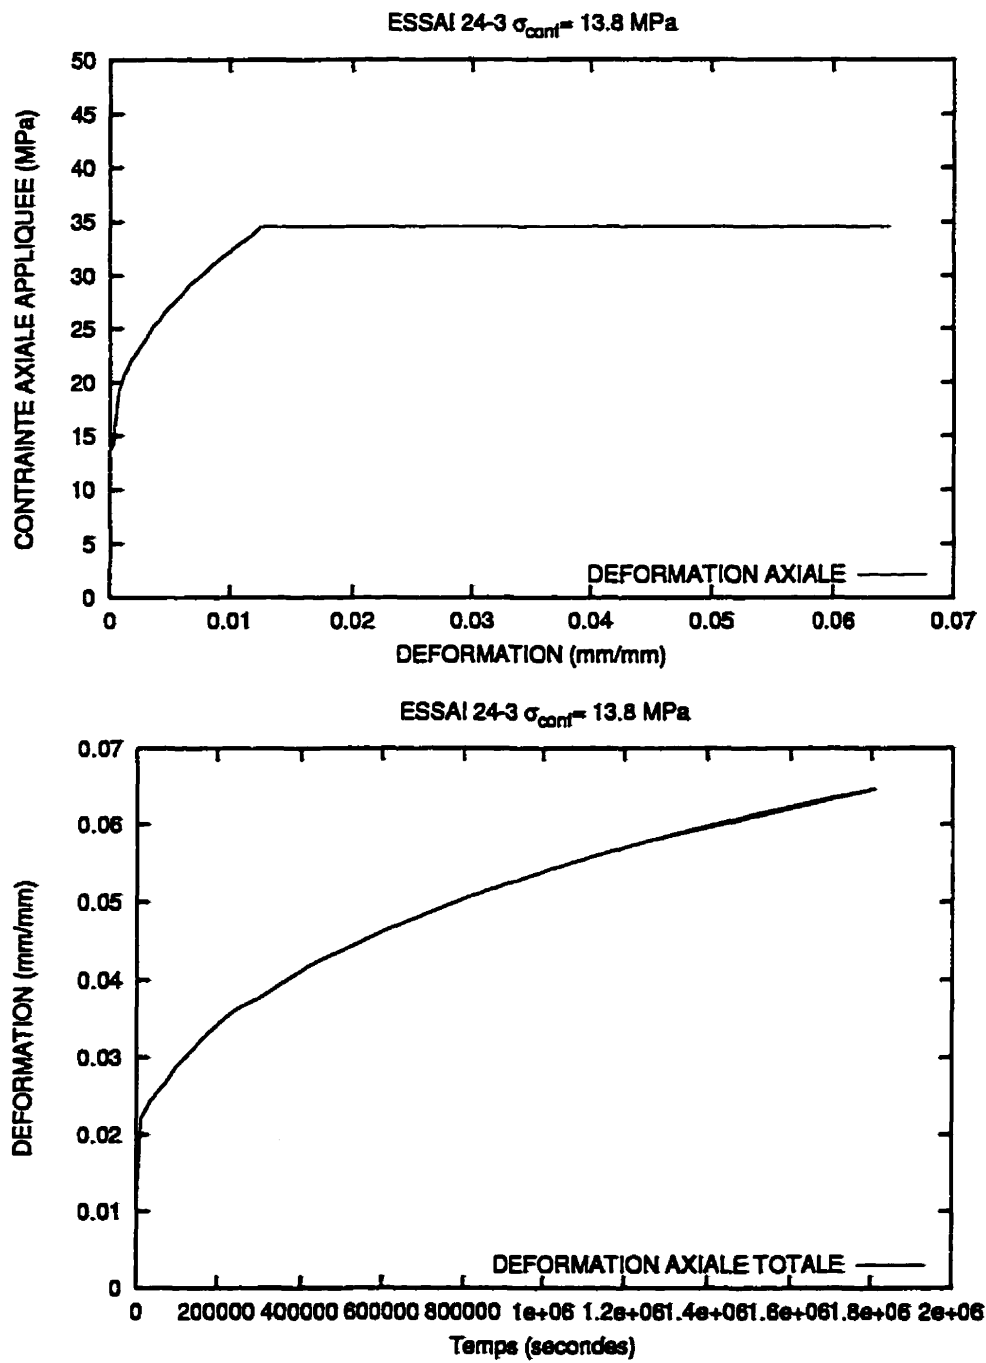 ESSAI 24-3 σconf= 13.8 MPa
50
45
40
35
30
25
20
15
10
5
0
CONTRAINTE AXIALE APPLIQUEE (MPa)
DEFORMATION AXIALE
0 0.01 0.02 0.03 0.04 0.05 0.06 0.07
DEFORMATION (mm/mm)
ESSAI 24-3 σconf= 13.8 MPa
0.07
0.06
0.05
0.04
0.03
0.02
0.01
0
DEFORMATION (mm/mm)
DEFORMATION AXIALE TOTALE
0 200000 400000 600000 800000 1e+06 1.2e+06 1.4e+06 1.6e+06 1.8e+06 2e+06
Temps (secondes)